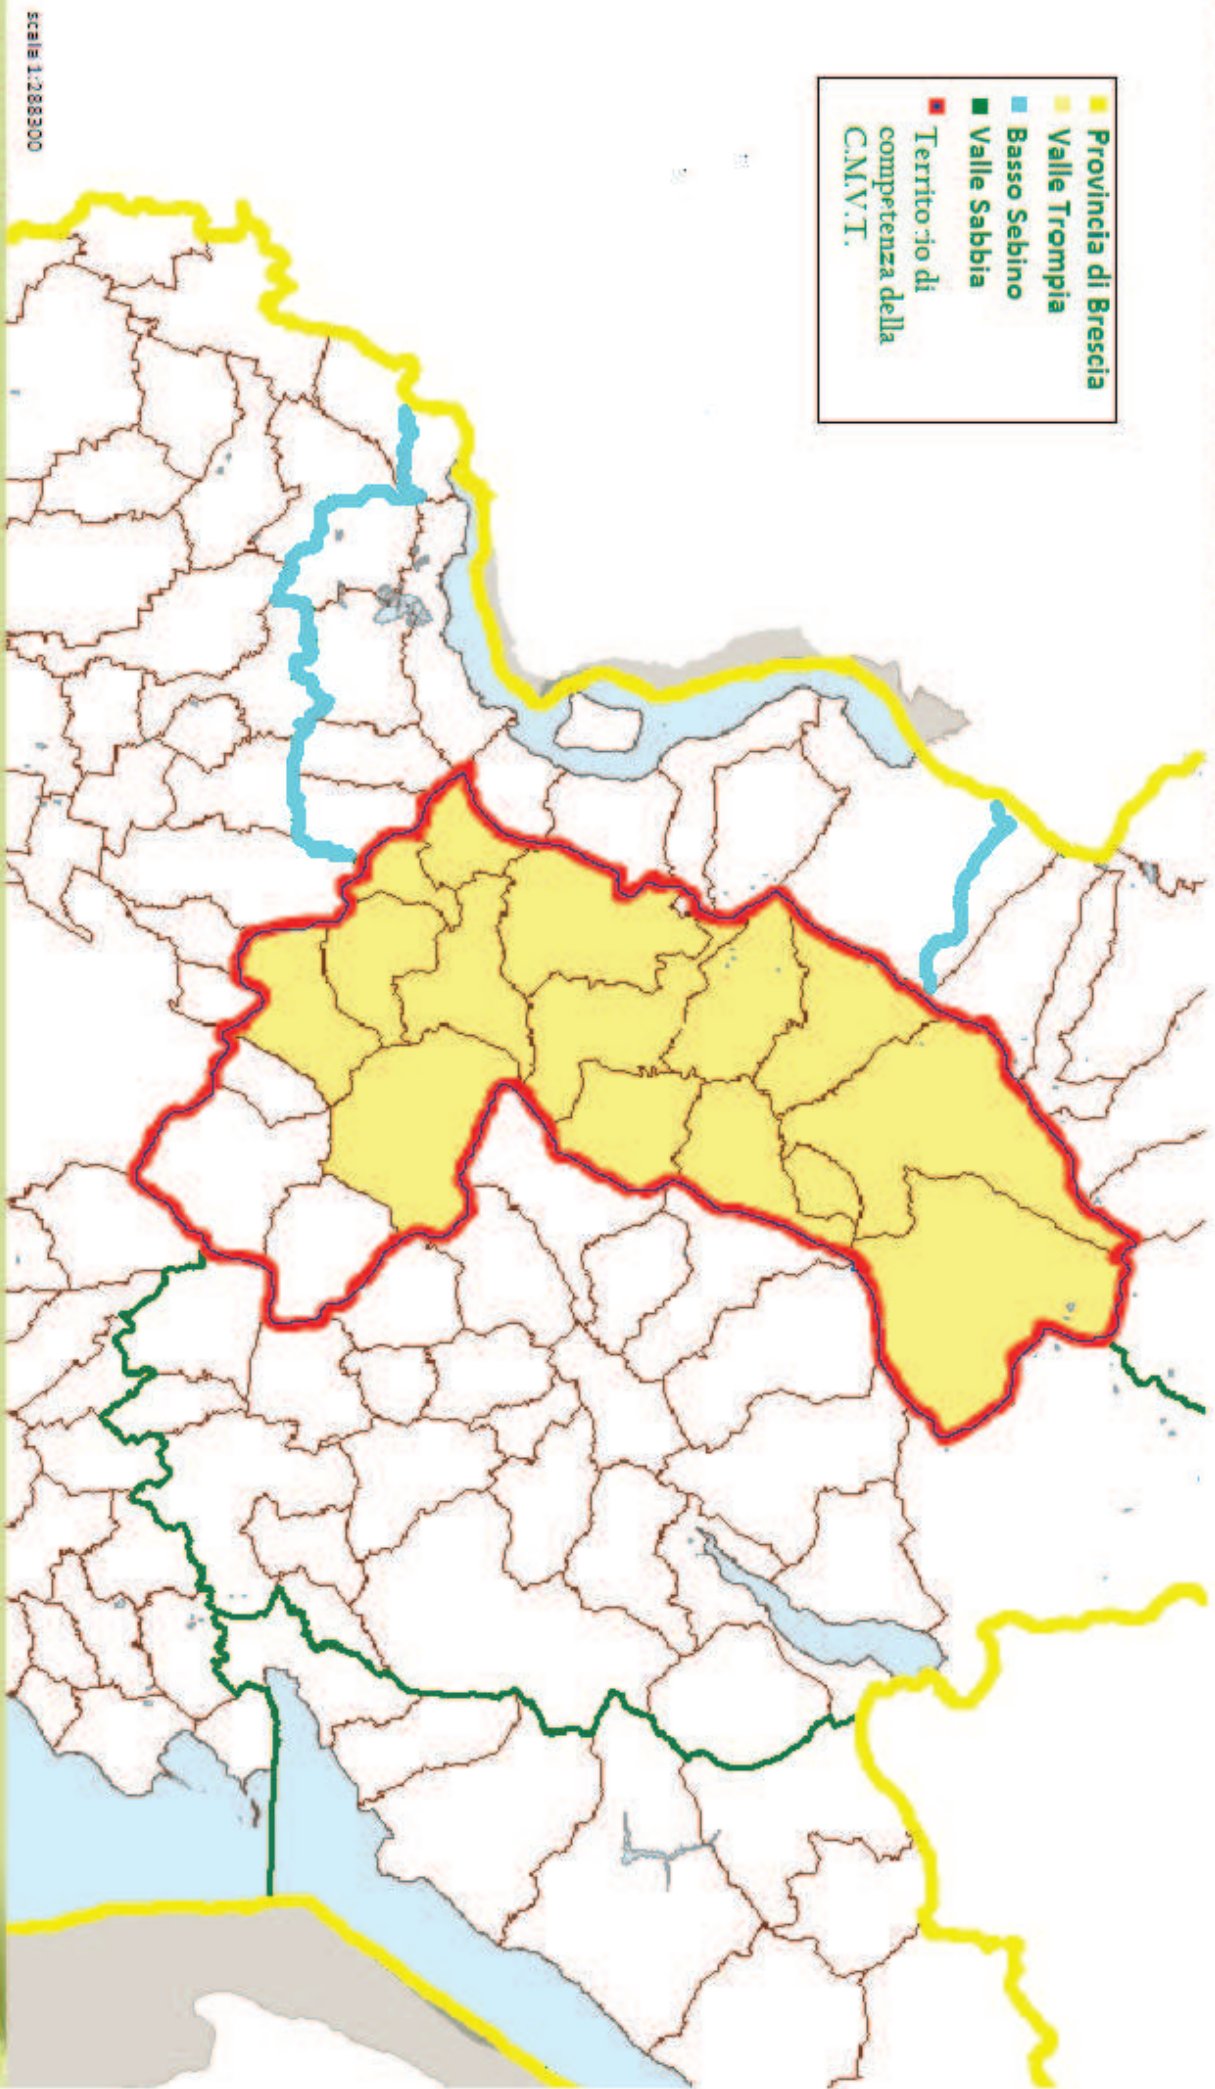 Provincia di Brescia
Valle Trompia
Basso Sebino
Valle Sabbia
Territorio di
competenza della
C.M.V.T.
scala 1:288300